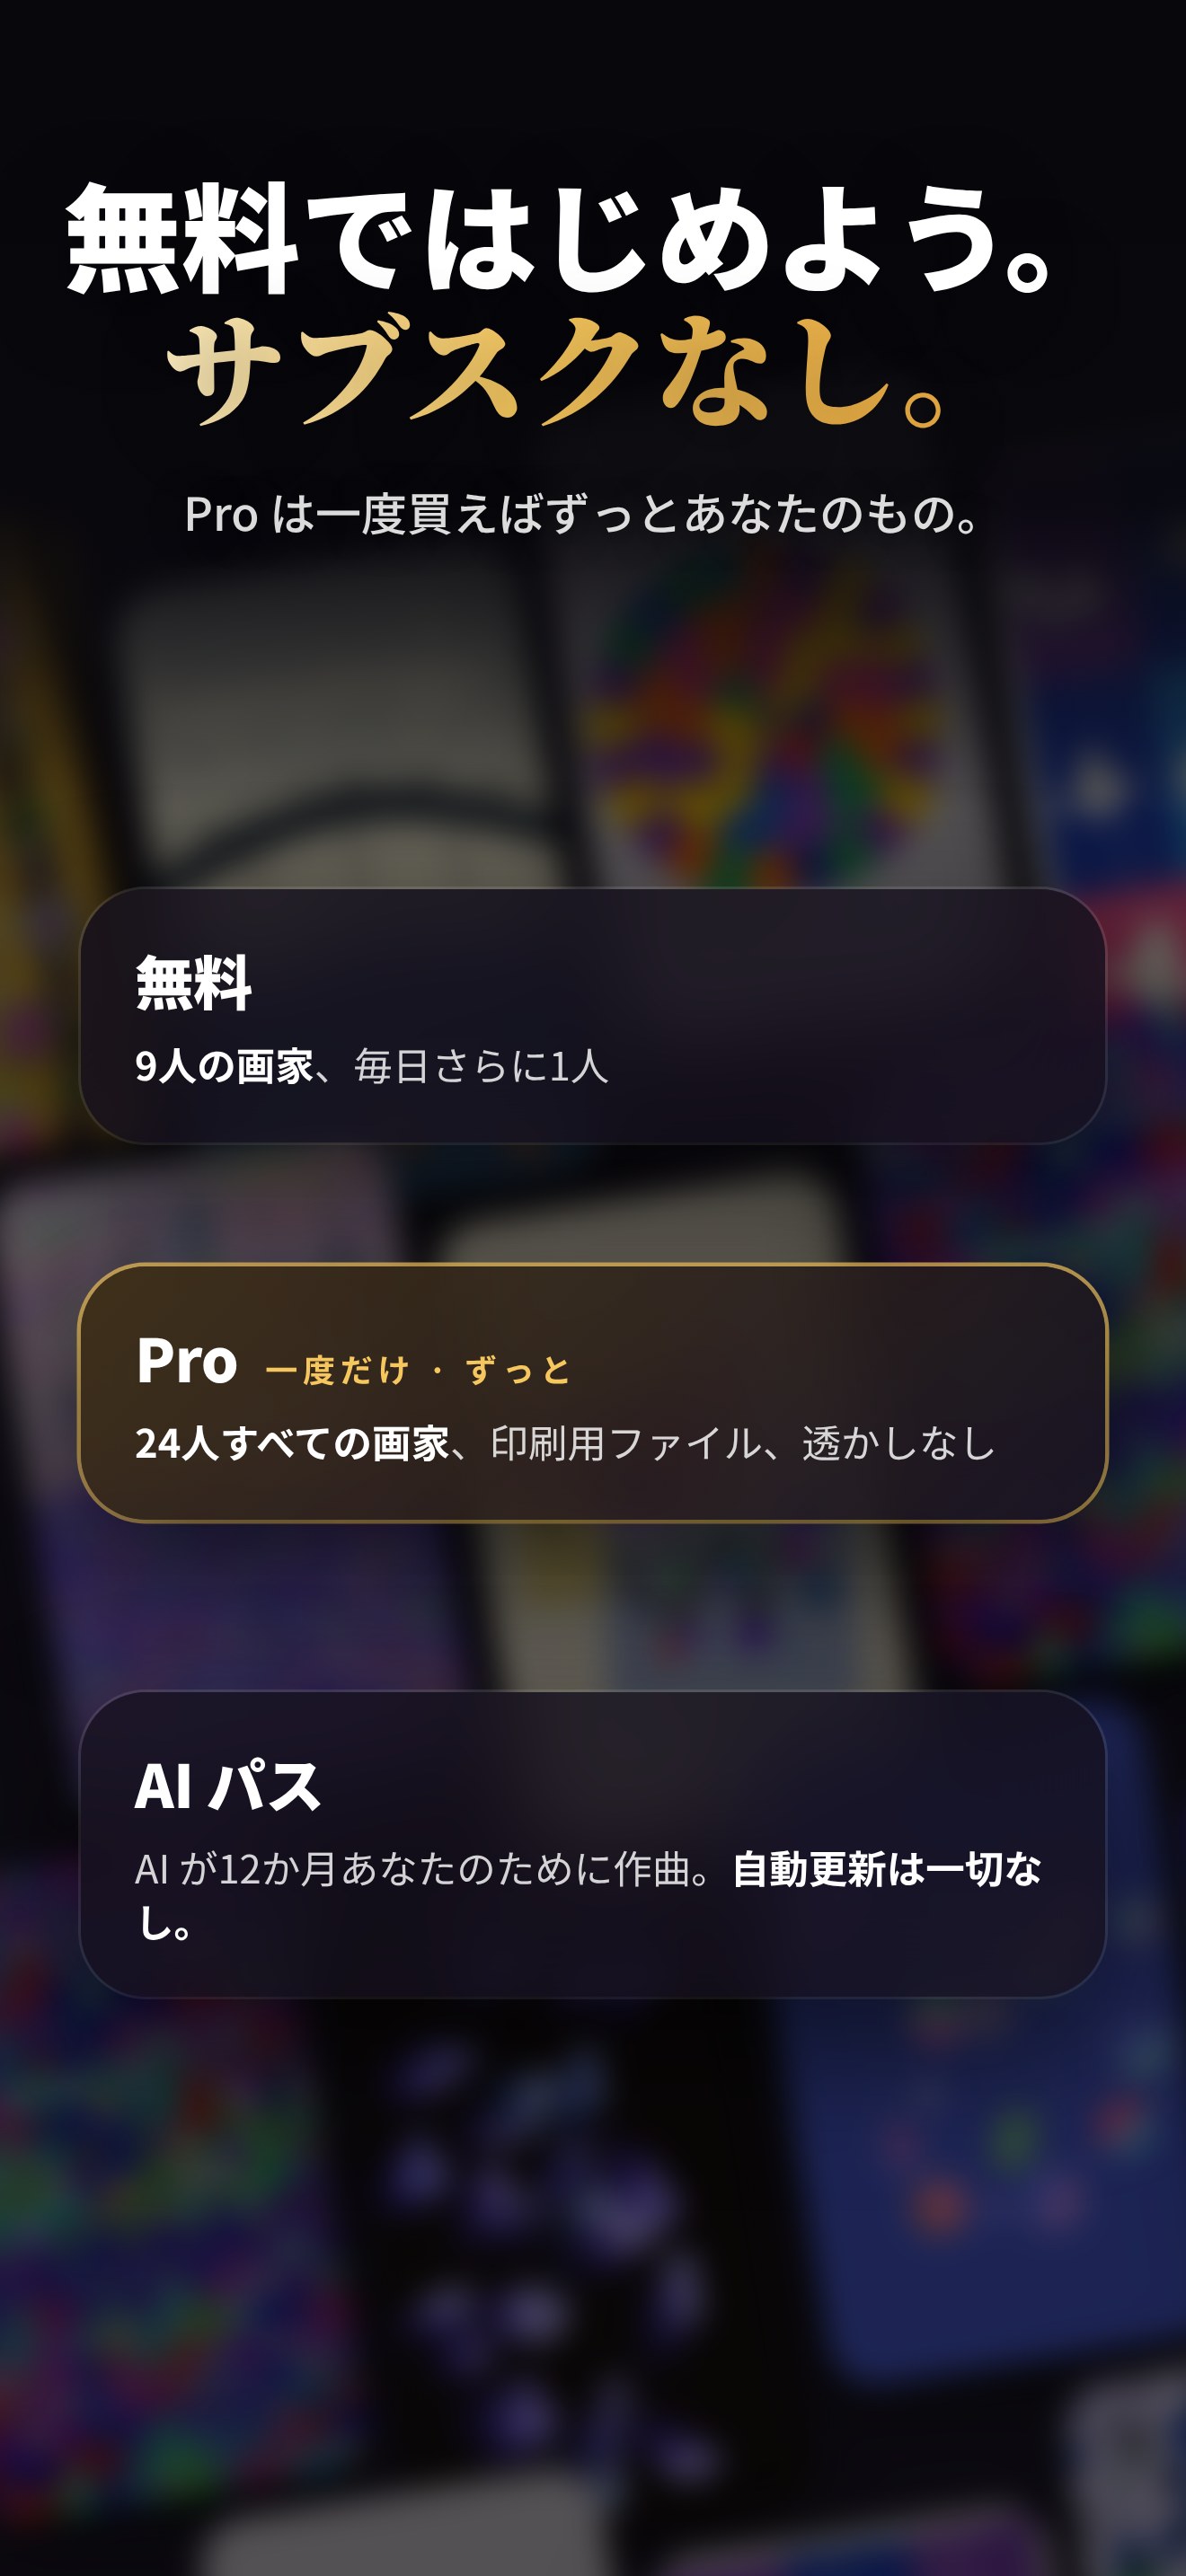 無料ではじめよう。
サブスクなし。
Pro は一度買えばずっとあなたのもの。
無料
9人の画家、毎日さらに1人
Pro 一度だけ · ずっと
24人すべての画家、印刷用ファイル、透かしなし
AI パス
AI が12か月あなたのために作曲。自動更新は一切な
し。